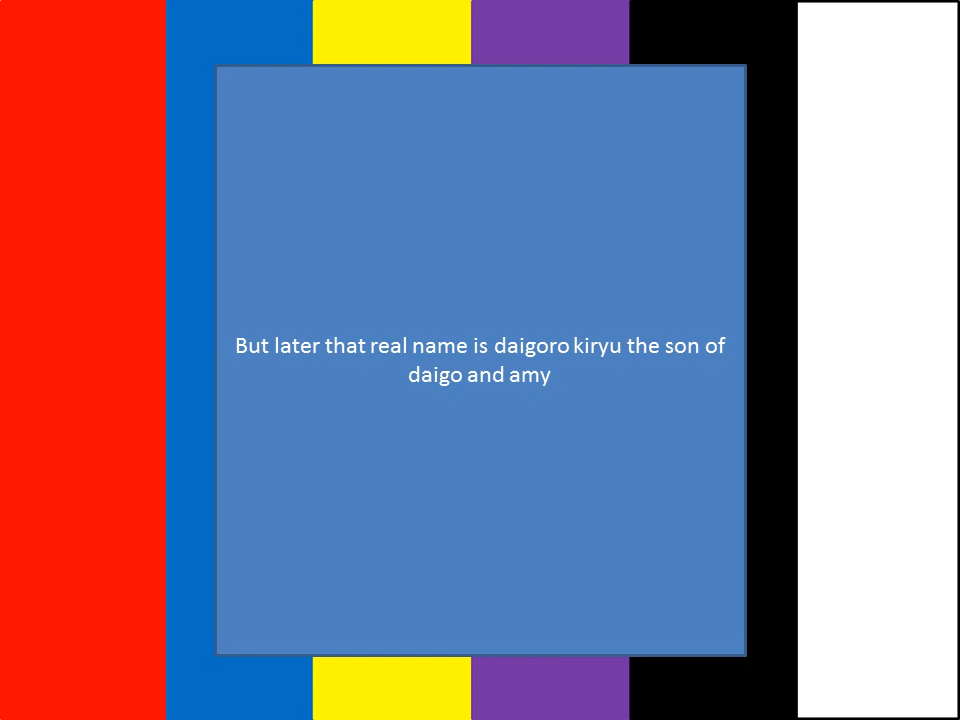 But later that real name is daigoro kiryu the son of
daigo and amy